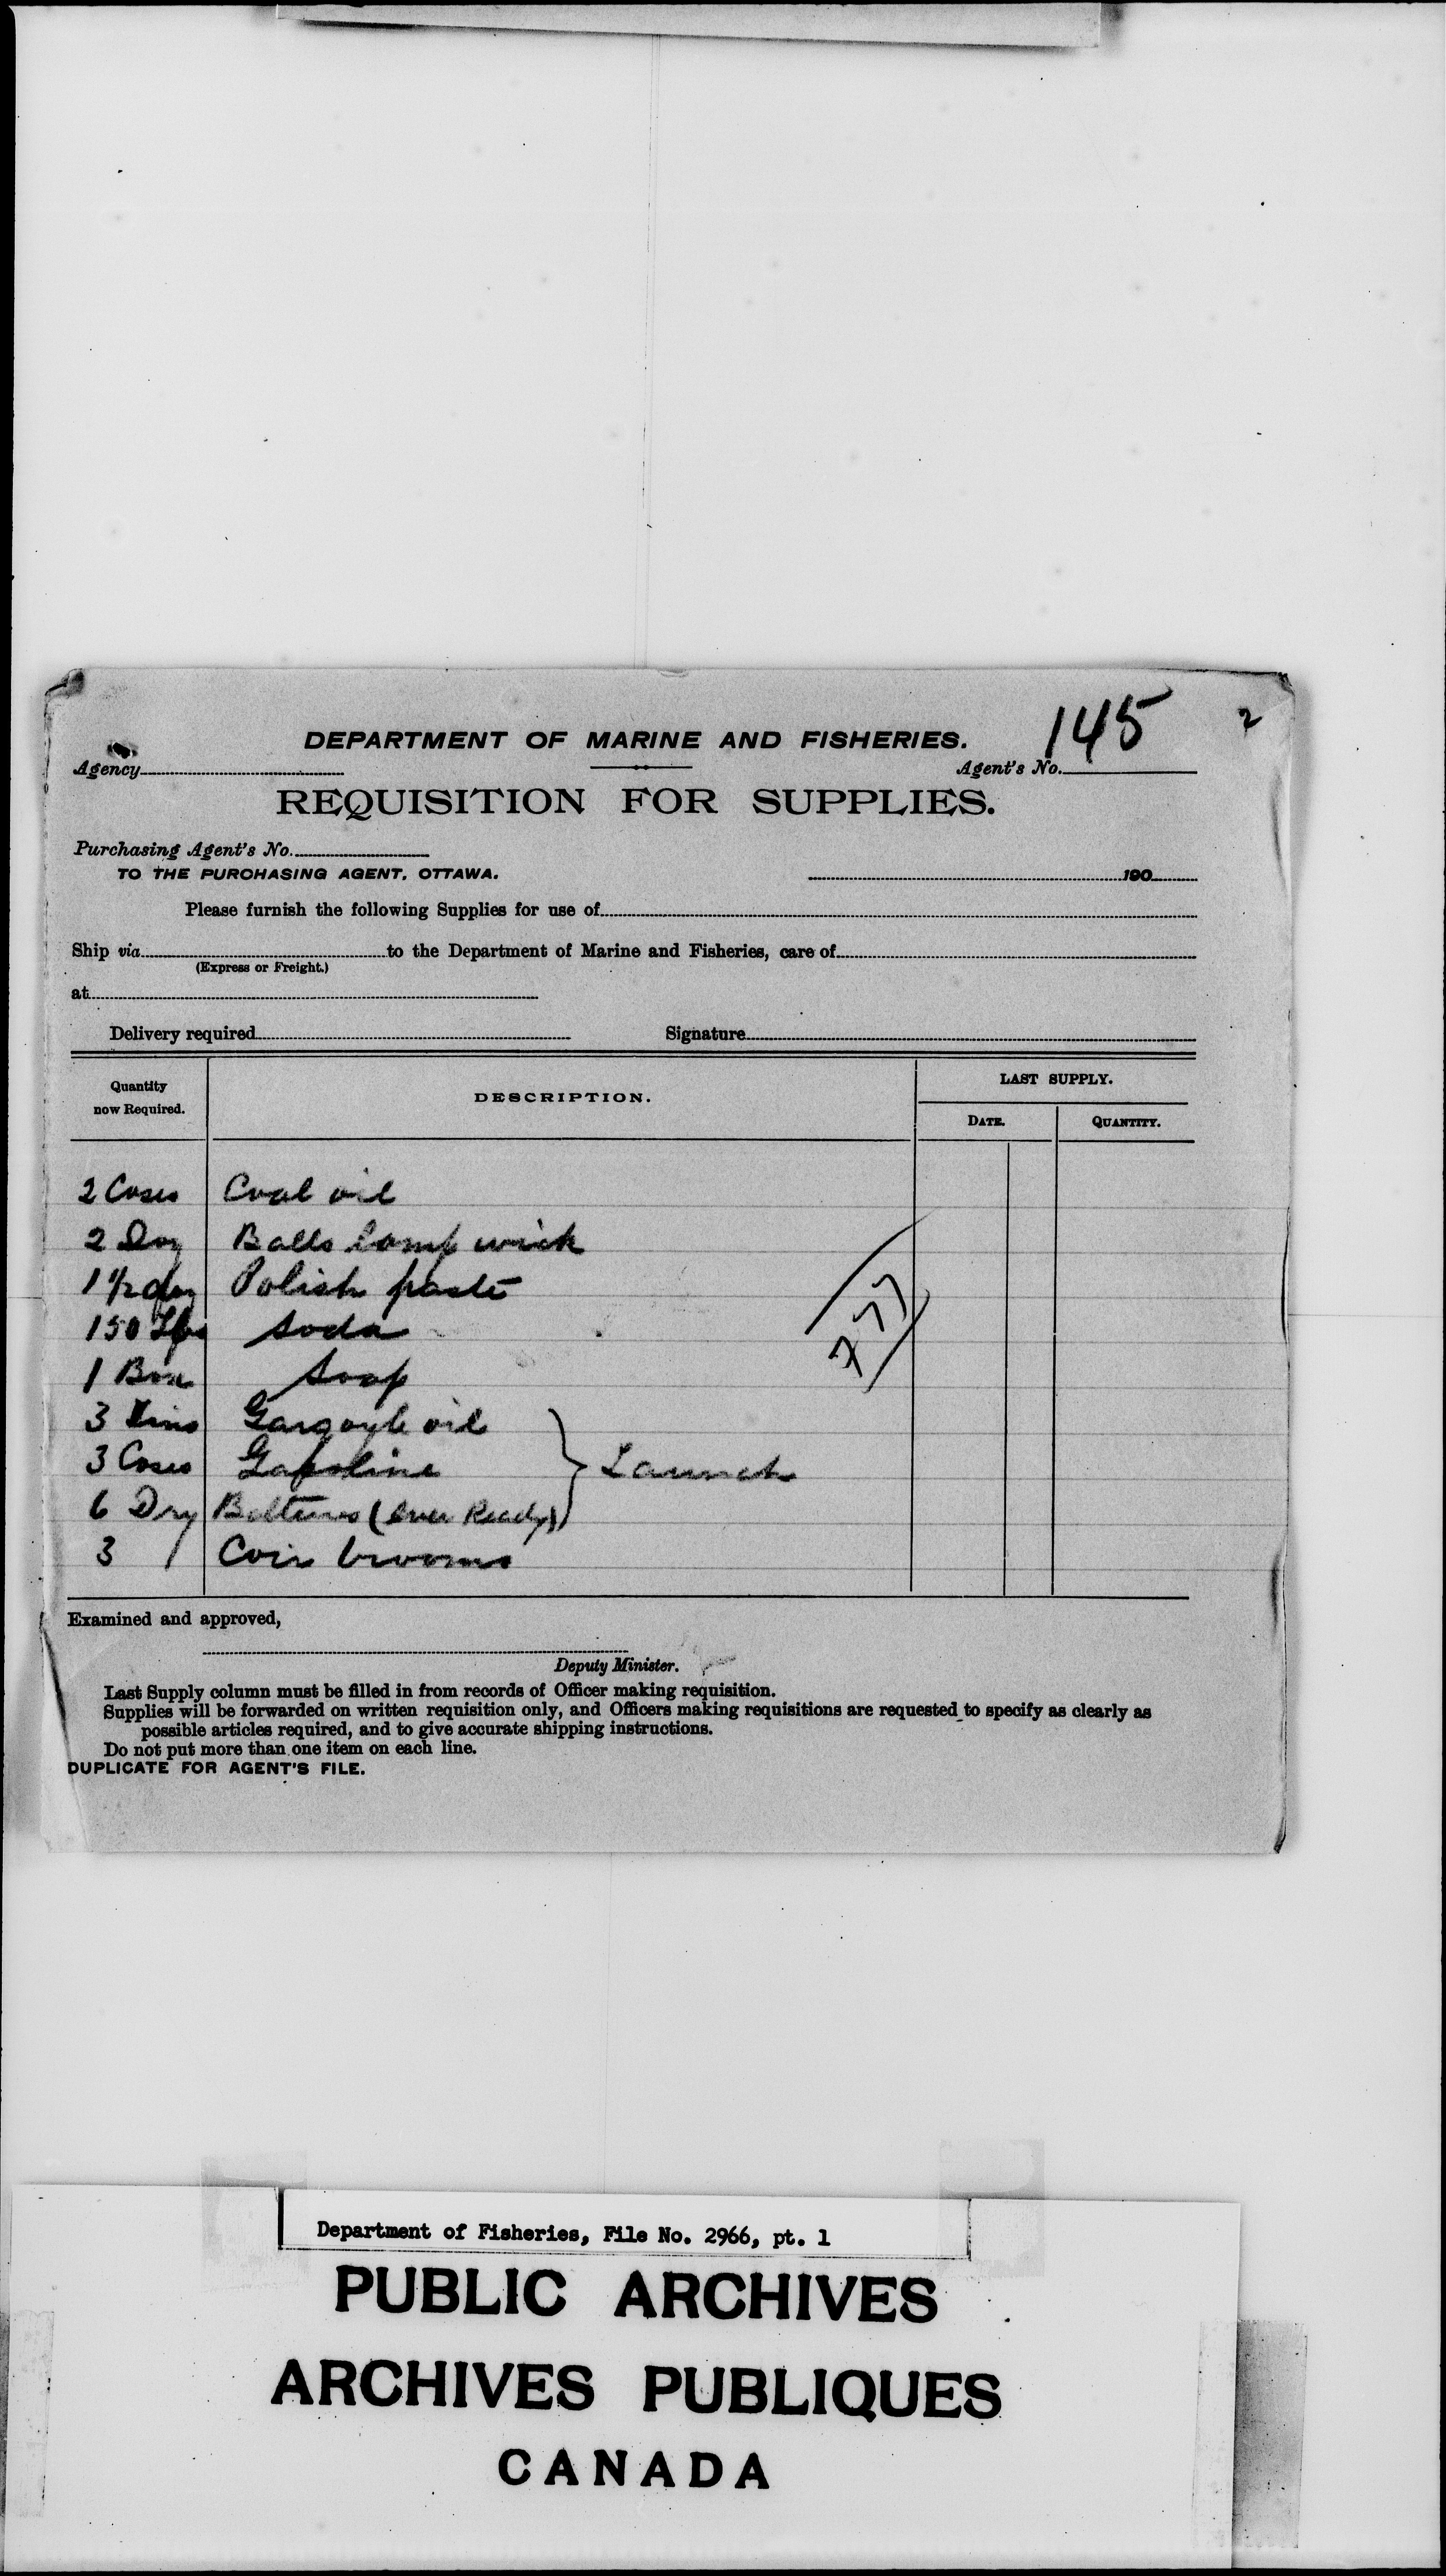 145
2
DEPARTMENT OF MARINE AND FISHERIES.
Agency
Agent's No.
REQUISITION FOR SUPPLIES.
Purchasing Agent's No.
TO THE PURCHASING AGENT, OTTAWA.
190
Please furnish the following Supplies for use of
Ship via to the Department of Marine and Fisheries, care of
(Express or Freight.)
at
Delivery required Signature
Quantity now Required.
DESCRIPTION.
LAST SUPPLY.
DATE. QUANTITY.
2 Cases Coal oil
2 Doz Balls lamp wick
1 1/2 doz Polish paste
150 Lbs Soda
1 Box Soap
3 Tins Gargoyle oil
3 Cases Gasoline
Launch
6 Dry Batteries (Ever Ready)
3 Coir brooms
Examined and approved,
Deputy Minister.
Last Supply column must be filled in from records of Officer making requisition.
Supplies will be forwarded on written requisition only, and Officers making requisitions are requested to specify as clearly as
possible articles required, and to give accurate shipping instructions.
Do not put more than one item on each line.
DUPLICATE FOR AGENT'S FILE.
Department of Fisheries, File No. 2966, pt. 1
PUBLIC ARCHIVES
ARCHIVES PUBLIQUES
CANADA